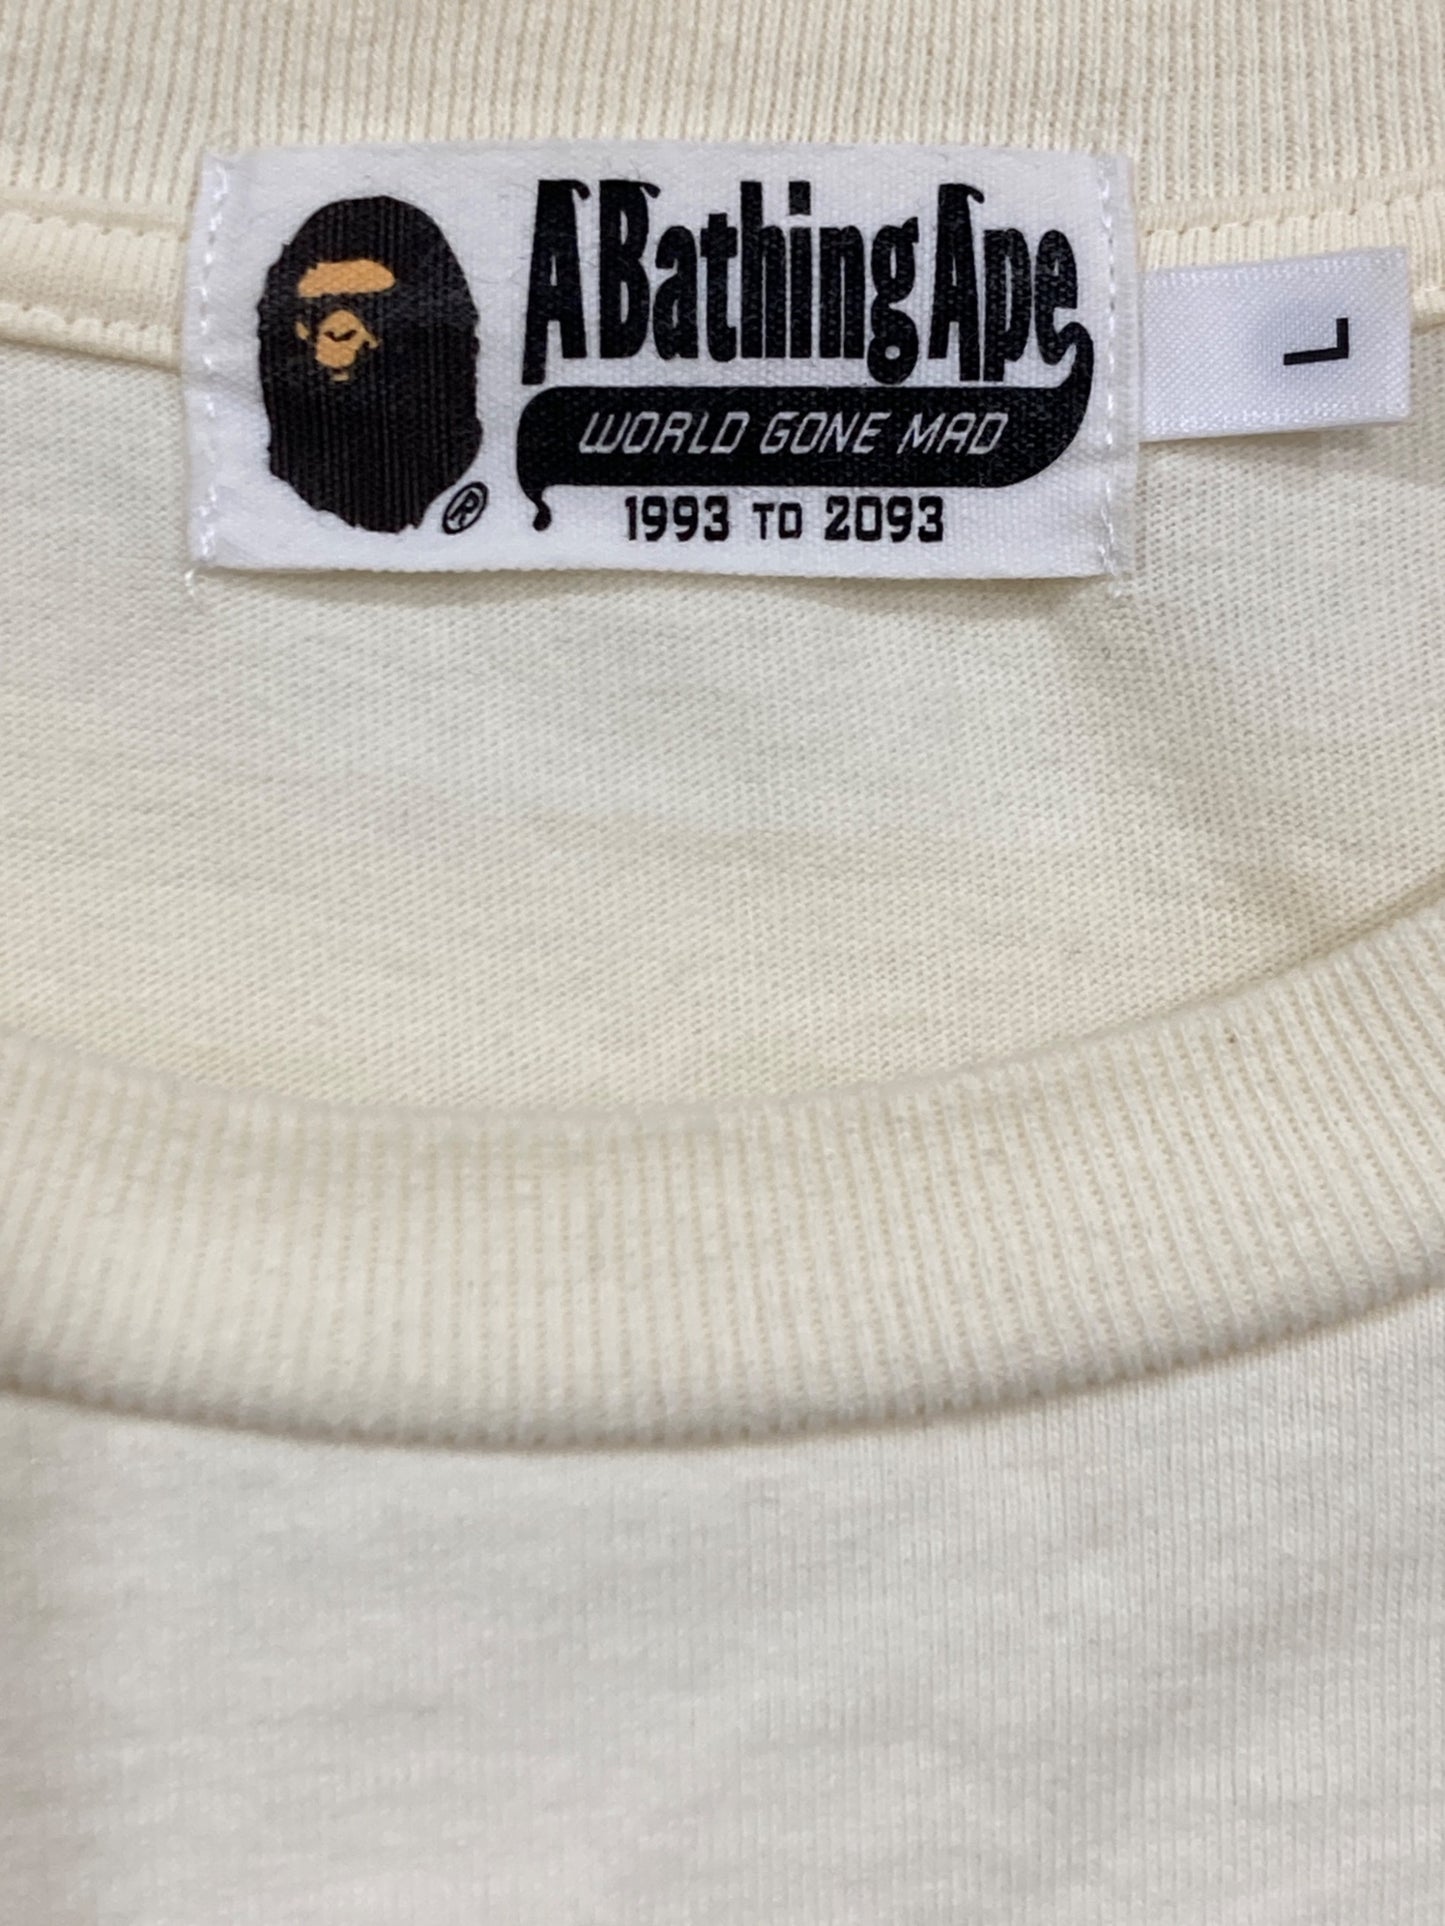 A Bathing Ape
WORLD GONE MAD
1993 TO 2093
®
L